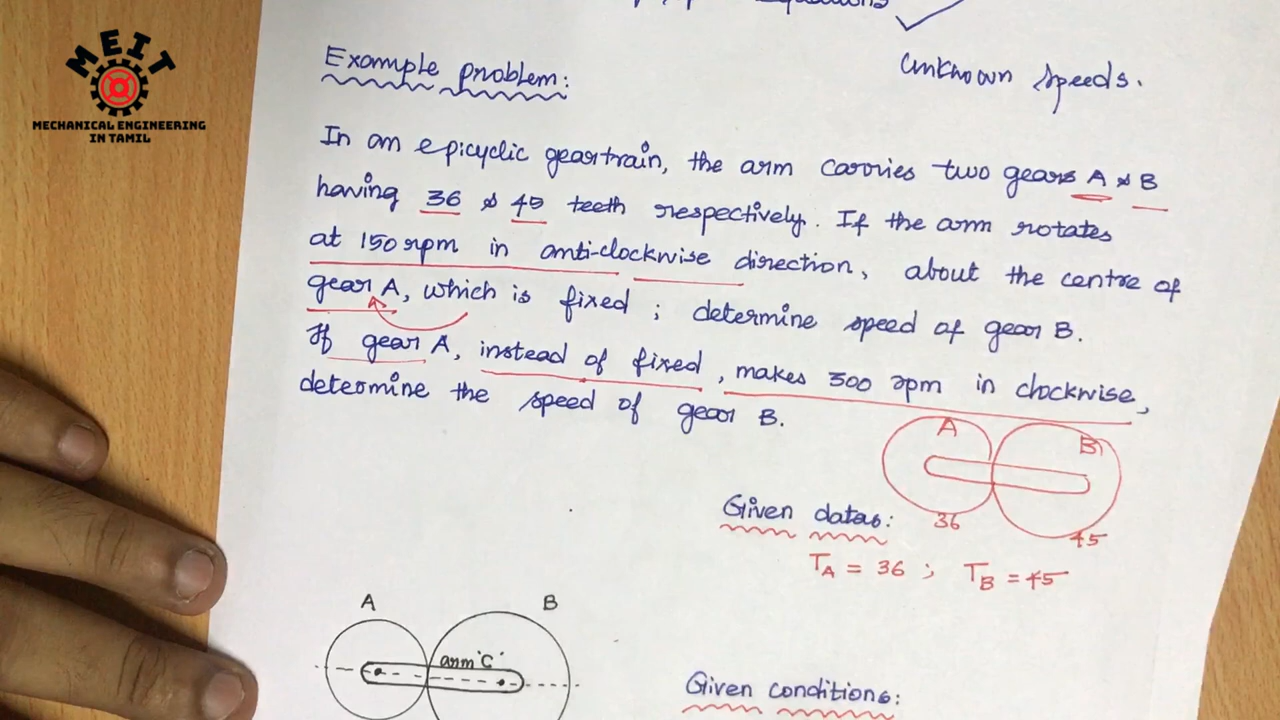 MEIT
MECHANICAL ENGINEERING
IN TAMIL
Equations
unknown speeds.
Example problem:
In an epicyclic geartrain, the arm carries two gears A & B
having 36 & 45 teeth respectively. If the arm rotates
at 150rpm in anti-clockwise direction, about the centre of
gear A, which is fixed ; determine speed of gear B.
If gear A, instead of fixed, makes 300 rpm in clockwise,
determine the speed of gear B.
A B
36 45
Given datas:
TA = 36 ; TB = 45
A B
arm 'C'
Given conditions: